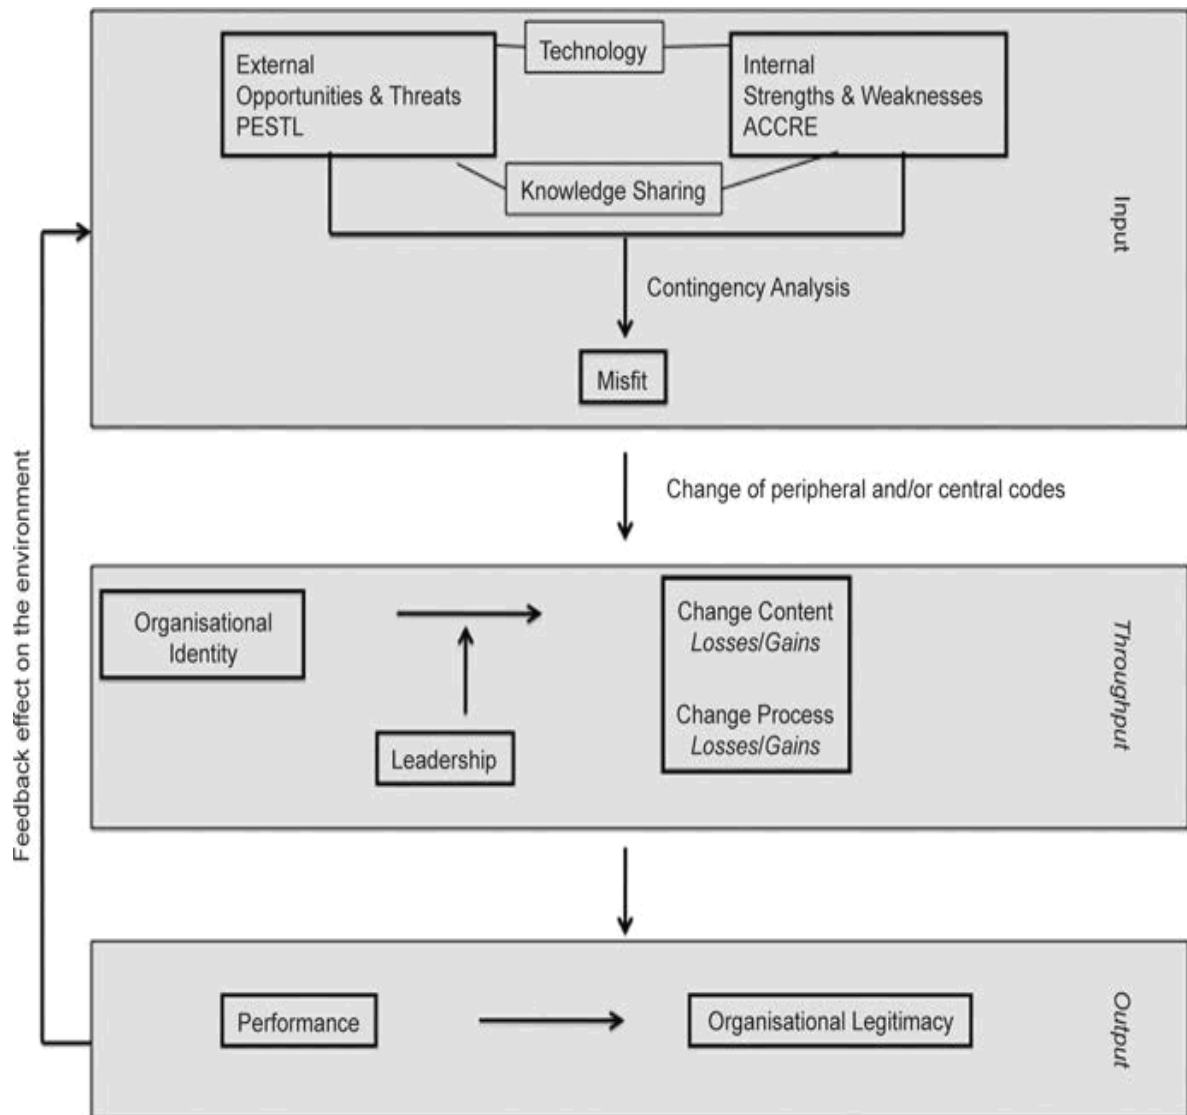 Technology
External
Opportunities & Threats
PESTL
Internal
Strengths & Weaknesses
ACCRE
Knowledge Sharing
Input
Contingency Analysis
Misfit
Change of peripheral and/or central codes
Feedback effect on the environment
Organisational
Identity
Leadership
Change Content
Losses/Gains
Change Process
Losses/Gains
Throughput
Performance
Organisational Legitimacy
Output